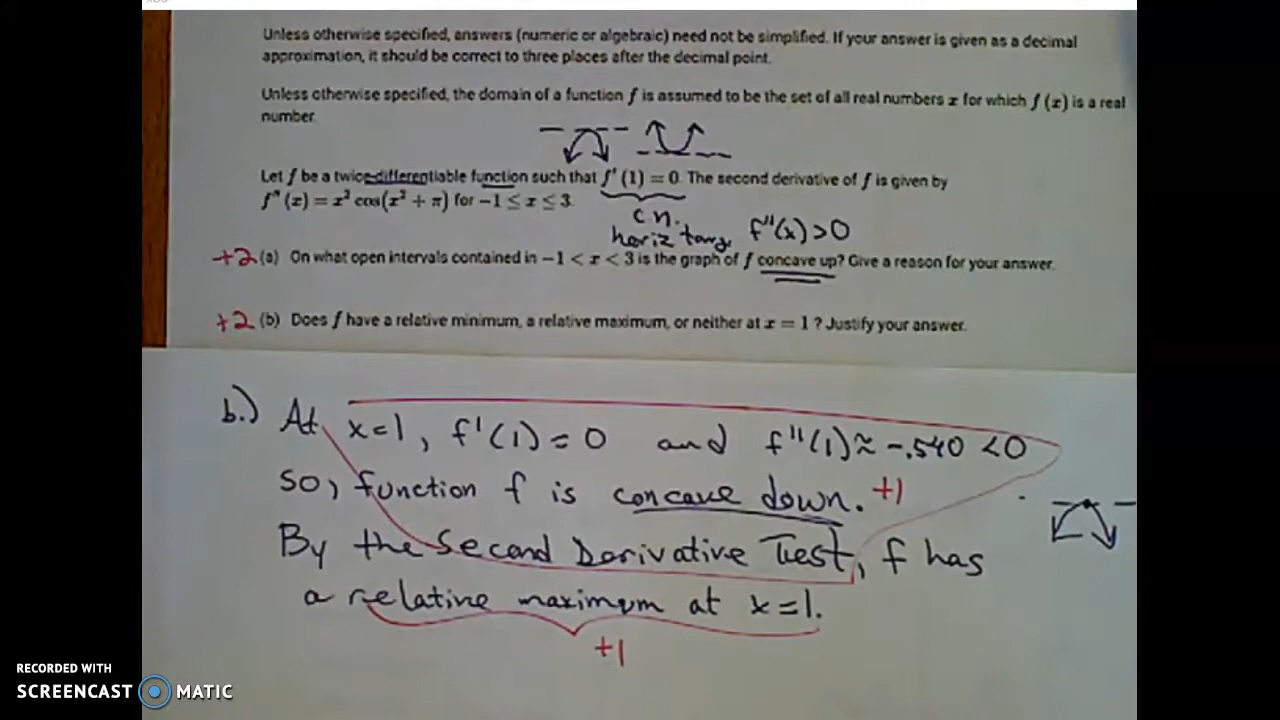 Unless otherwise specified, answers (numeric or algebraic) need not be simplified. If your answer is given as a decimal
approximation, it should be correct to three places after the decimal point.
Unless otherwise specified, the domain of a function f is assumed to be the set of all real numbers x for which f (x) is a real
number.
Let f be a twice-differentiable function such that f′ (1) = 0. The second derivative of f is given by
f″ (x) = x² cos(x² + π) for −1 ≤ x ≤ 3.
c.n.
horiz tang. f″(x) > 0
+2 (a) On what open intervals contained in −1 < x < 3 is the graph of f concave up? Give a reason for your answer.
+2 (b) Does f have a relative minimum, a relative maximum, or neither at x = 1 ? Justify your answer.
b.) At x=1, f'(1) = 0 and f"(1) ≈ -.540 < 0
so, function f is concave down. +1
By the Second Derivative Test, f has
a relative maximum at x=1.
+1
RECORDED WITH
SCREENCAST MATIC